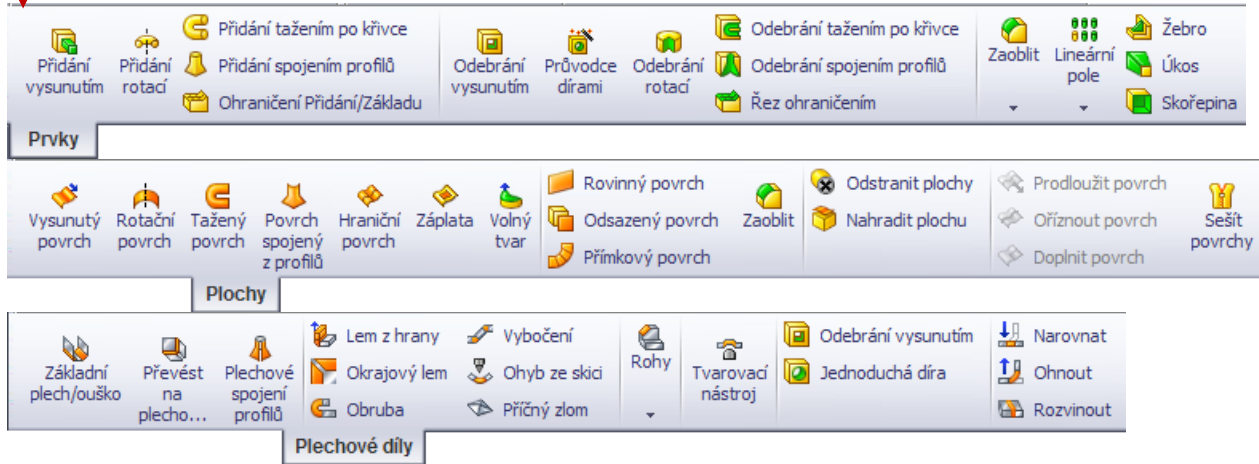 Přidání vysunutím
Přidání rotací
Přidání tažením po křivce
Přidání spojením profilů
Ohraničení Přidání/Základu
Odebrání vysunutím
Průvodce dírami
Odebrání rotací
Odebrání tažením po křivce
Odebrání spojením profilů
Řez ohraničením
Zaoblit
Lineární pole
Žebro
Úkos
Skořepina
Prvky
Vysunutý povrch
Rotační povrch
Tažený povrch
Povrch spojený z profilů
Hraniční povrch
Záplata
Volný tvar
Rovinný povrch
Odsazený povrch
Přímkový povrch
Zaoblit
Odstranit plochy
Nahradit plochu
Prodloužit povrch
Oříznout povrch
Doplnit povrch
Sešít povrchy
Plochy
Základní plech/ouško
Převést na plecho...
Plechové spojení profilů
Lem z hrany
Okrajový lem
Obruba
Vybočení
Ohyb ze skici
Příčný zlom
Rohy
Tvarovací nástroj
Odebrání vysunutím
Jednoduchá díra
Narovnat
Ohnout
Rozvinout
Plechové díly